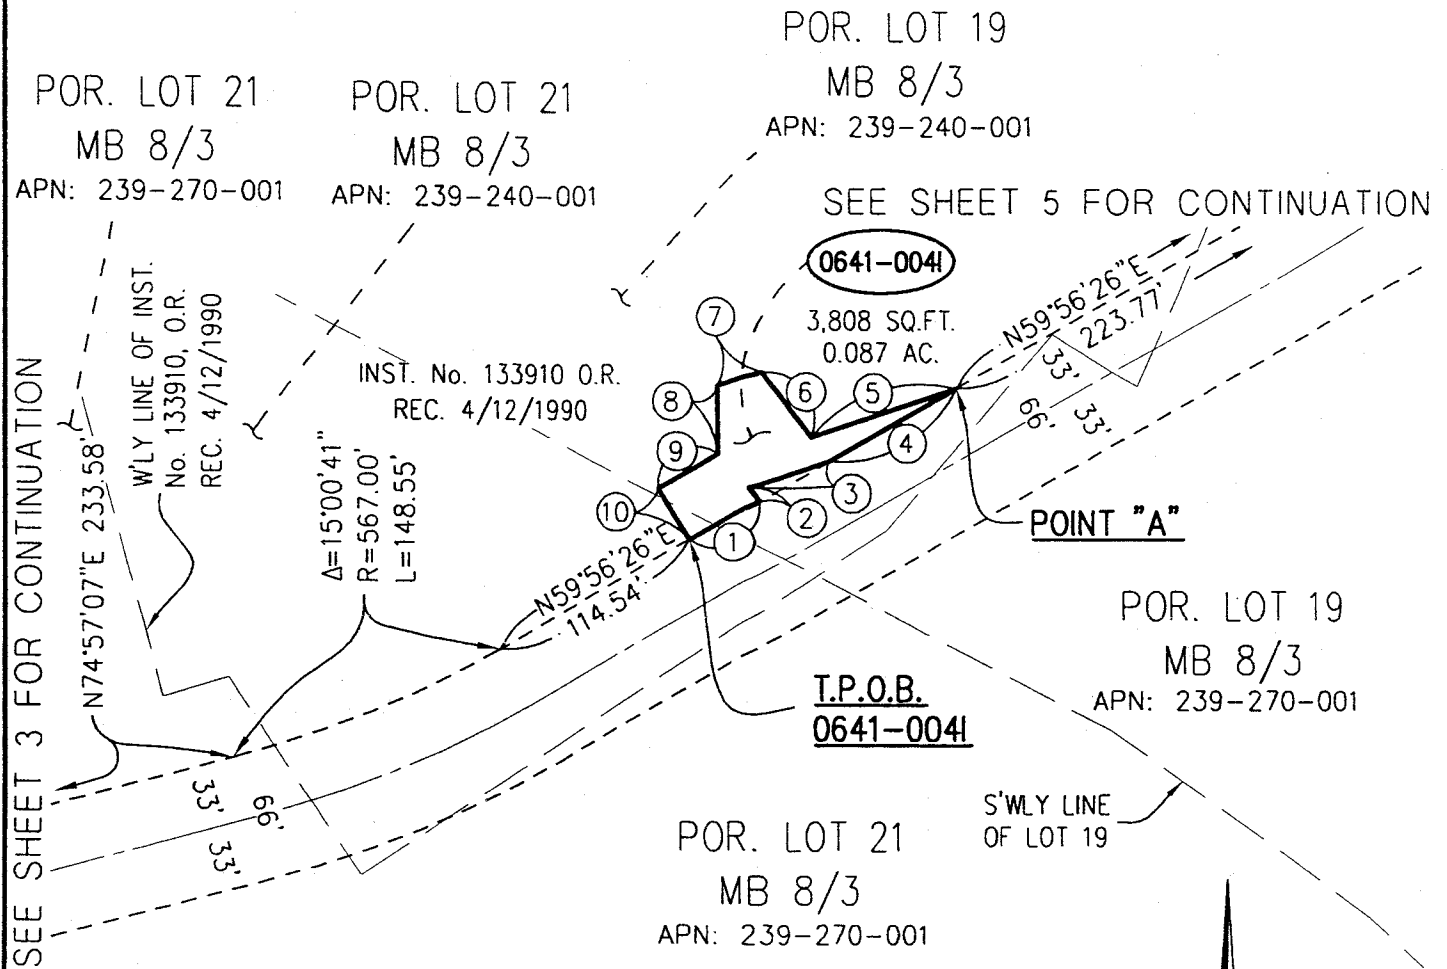 POR. LOT 19
MB 8/3
APN: 239-240-001
POR. LOT 21
MB 8/3
APN: 239-270-001
POR. LOT 21
MB 8/3
APN: 239-240-001
SEE SHEET 5 FOR CONTINUATION
0641-004I
3,808 SQ.FT.
0.087 AC.
N59°56'26"E
223.77'
33'
66'
33'
W'LY LINE OF INST.
No. 133910, O.R.
REC. 4/12/1990
INST. No. 133910 O.R.
REC. 4/12/1990
7
8
6
5
9
4
10
3
2
1
SEE SHEET 3 FOR CONTINUATION
N74°57'07"E 233.58'
Δ=15°00'41"
R=567.00'
L=148.55'
N59°56'26"E
114.54'
POINT "A"
T.P.O.B.
0641-004I
POR. LOT 19
MB 8/3
APN: 239-270-001
33'
66'
33'
S'WLY LINE
OF LOT 19
POR. LOT 21
MB 8/3
APN: 239-270-001